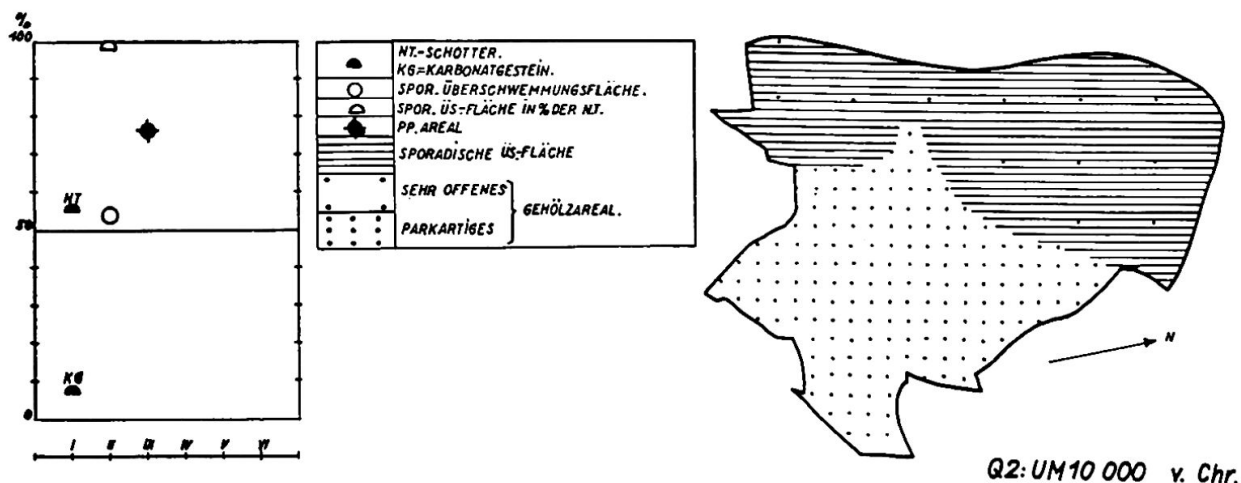 %
100
50
0
NT
KG
I II III IV V VI
NT.-SCHOTTER.
KG=KARBONATGESTEIN.
SPOR. ÜBERSCHWEMMUNGSFLÄCHE.
SPOR. ÜS-FLÄCHE IN % DER N.T.
PP. AREAL
SPORADISCHE ÜS-FLÄCHE
SEHR OFFENES
GEHÖLZAREAL.
PARKARTIGES
N
Q2: UM 10 000 v. Chr.